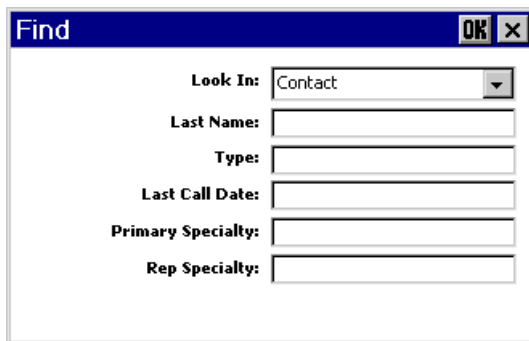 Find OK
Look In: Contact
Last Name:
Type:
Last Call Date:
Primary Specialty:
Rep Specialty: